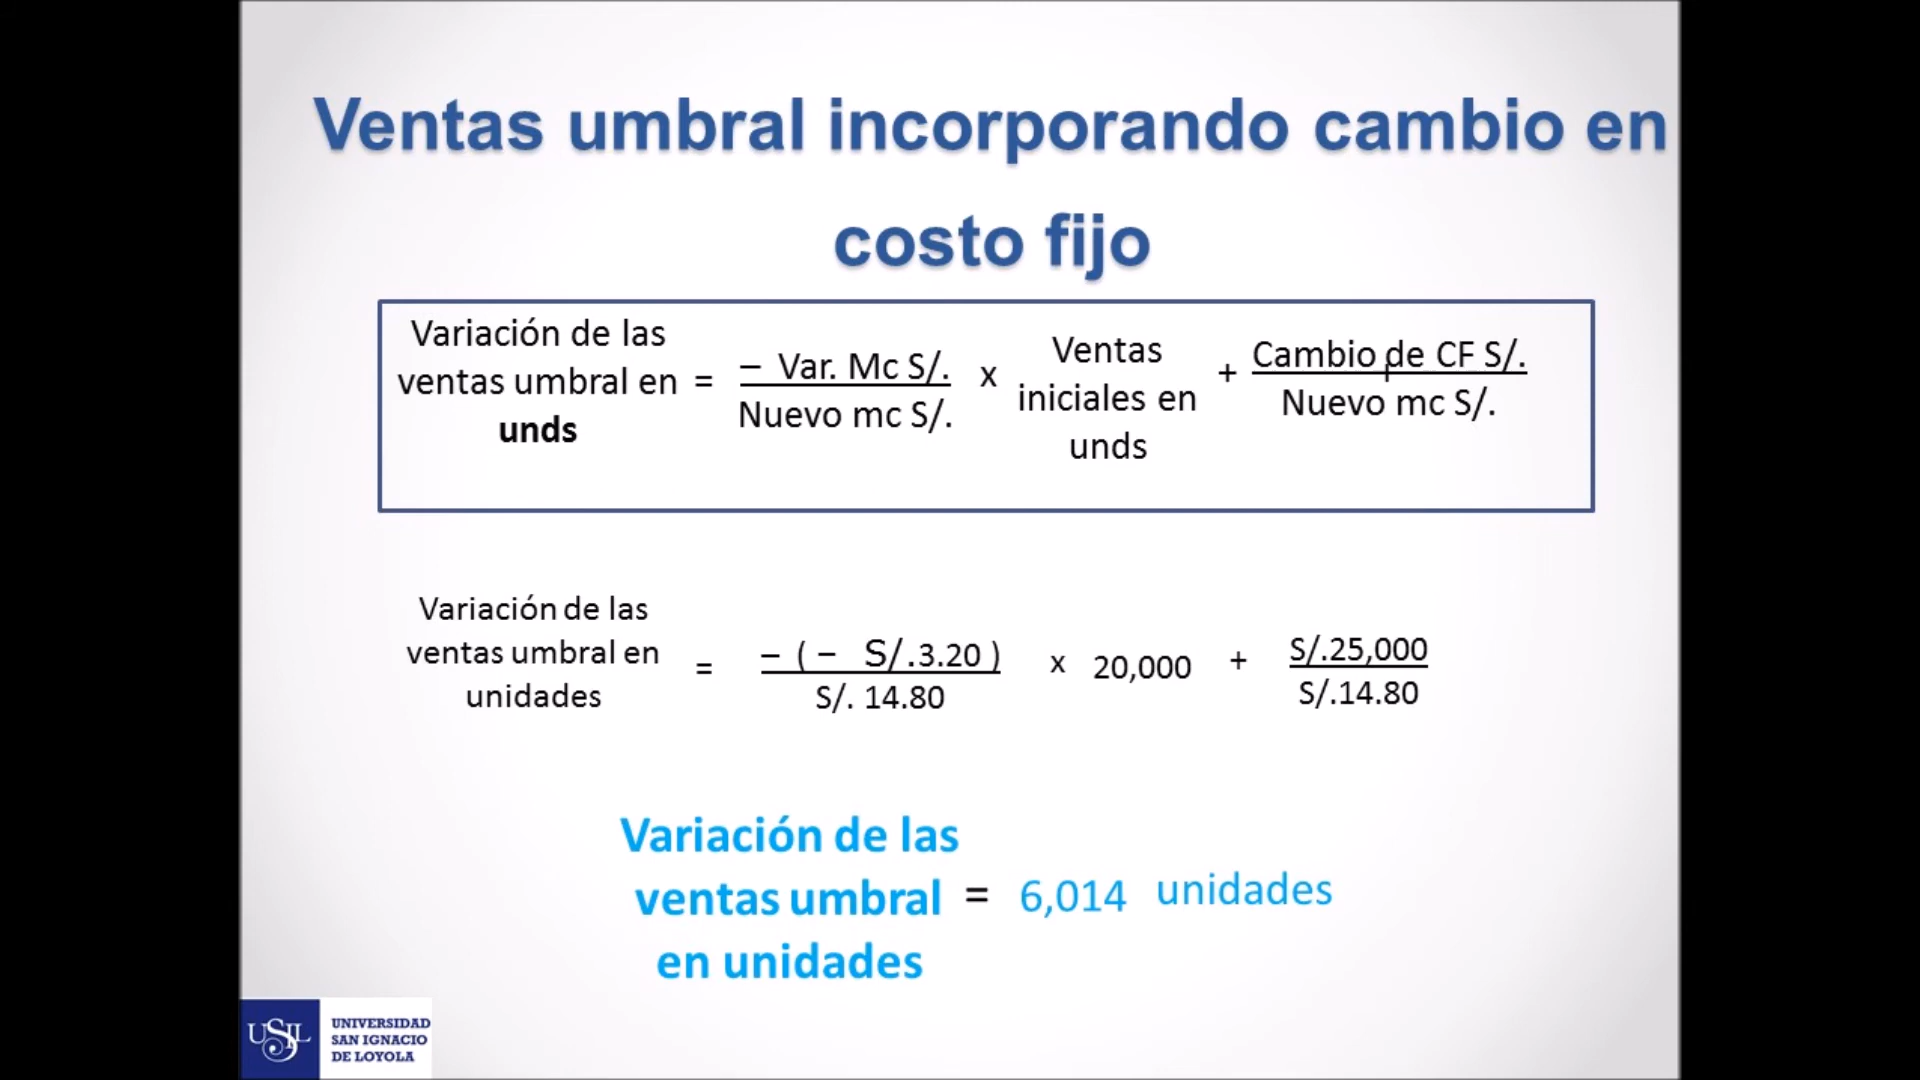 Ventas umbral incorporando cambio en
costo fijo
Variación de las
ventas umbral en
unds
=
– Var. Mc S/.
Nuevo mc S/.
x
Ventas
iniciales en
unds
+
Cambio de CF S/.
Nuevo mc S/.
Variación de las
ventas umbral en
unidades
=
– ( – S/.3.20 )
S/. 14.80
x
20,000
+
S/.25,000
S/.14.80
Variación de las
ventas umbral
en unidades
= 6,014 unidades
USIL
UNIVERSIDAD
SAN IGNACIO
DE LOYOLA